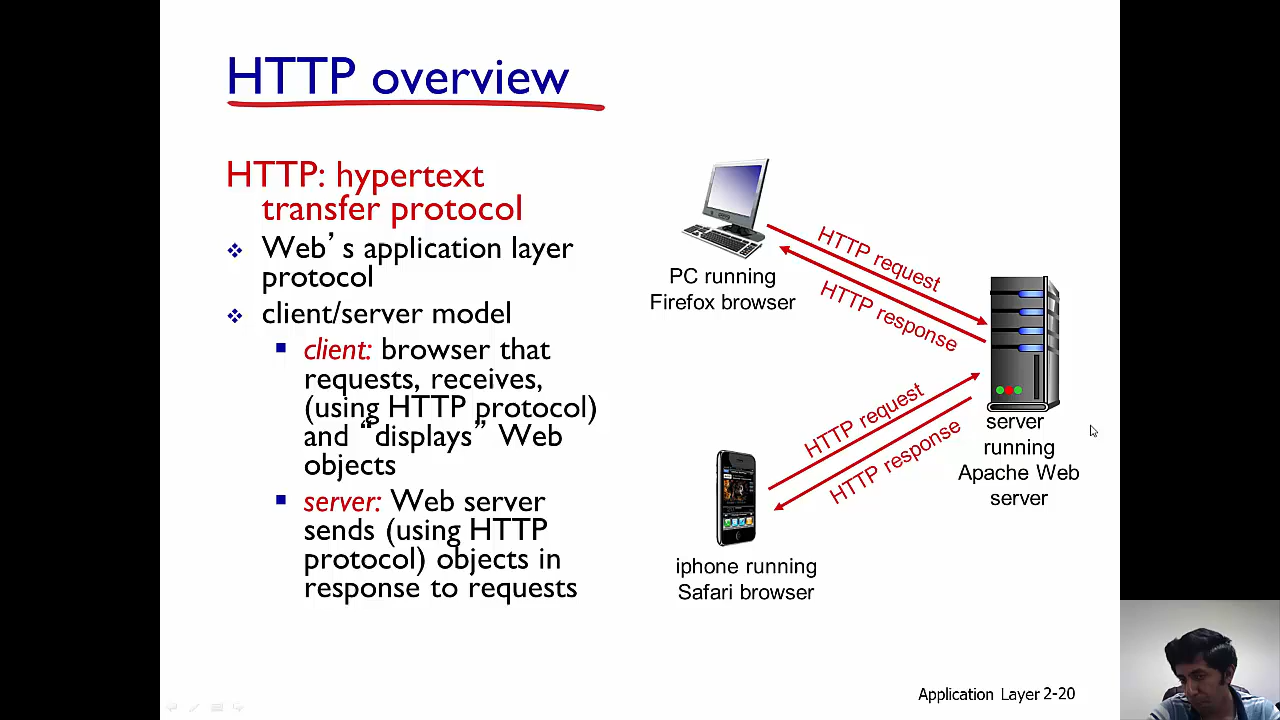 HTTP overview
HTTP: hypertext
transfer protocol
Web's application layer
protocol
client/server model
client: browser that
requests, receives,
(using HTTP protocol)
and “displays” Web
objects
server: Web server
sends (using HTTP
protocol) objects in
response to requests
PC running
Firefox browser
HTTP request
HTTP response
HTTP request
HTTP response
server
running
Apache Web
server
iphone running
Safari browser
Application Layer 2-20